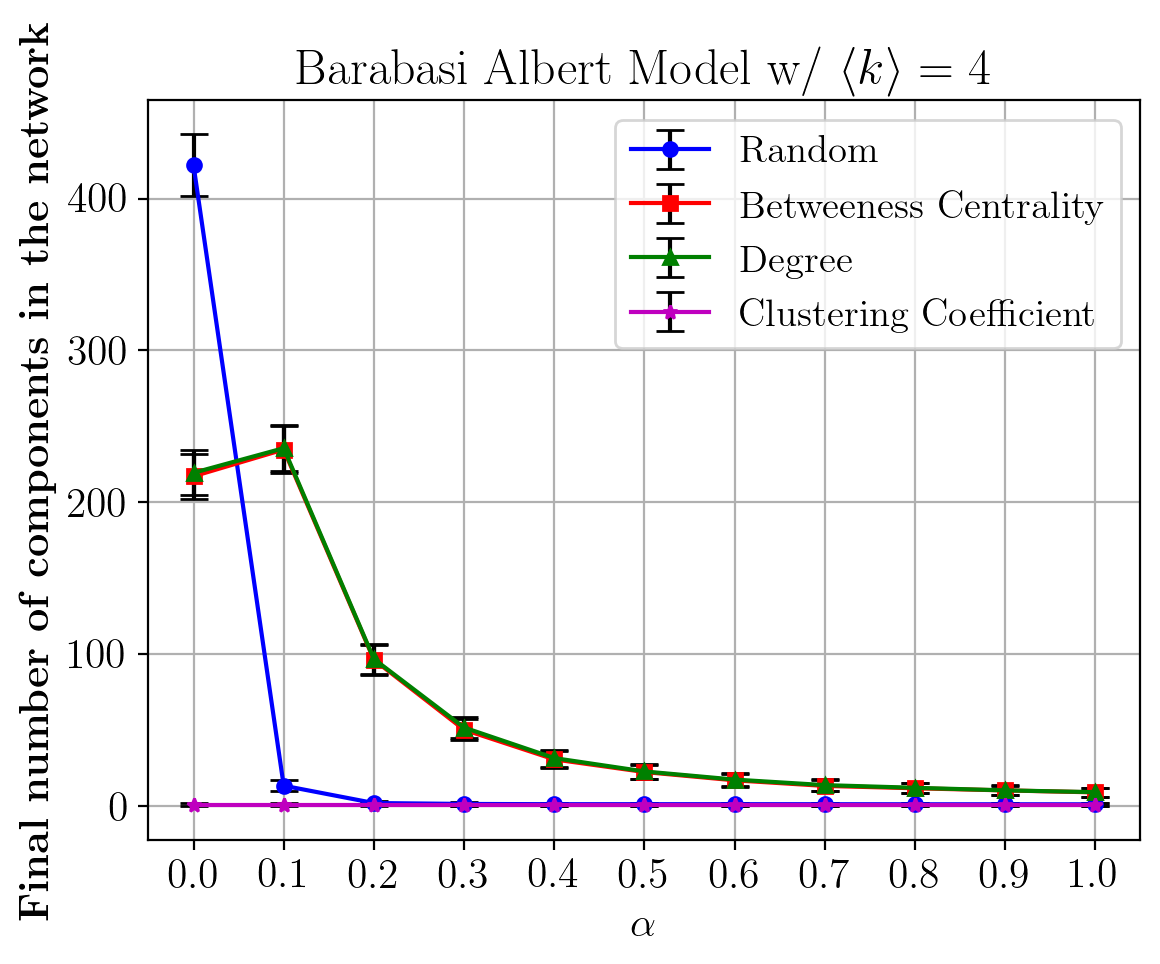 Barabasi Albert Model w/ ⟨k⟩ = 4
Final number of components in the network
400
300
200
100
0
Random
Betweeness Centrality
Degree
Clustering Coefficient
0.0 0.1 0.2 0.3 0.4 0.5 0.6 0.7 0.8 0.9 1.0
α